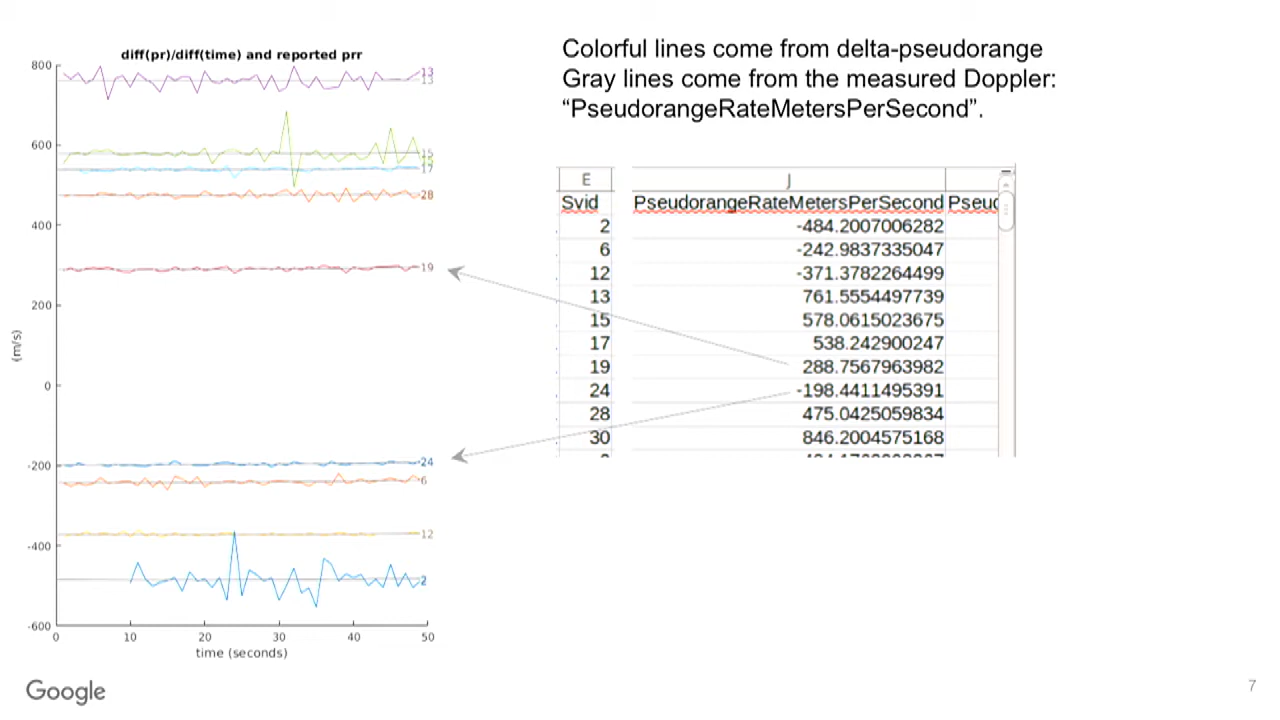 diff(pr)/diff(time) and reported prr
800
600
400
200
0
-200
-400
-600
(m/s)
13
13
15
17
28
19
24
6
12
2
0 10 20 30 40 50
time (seconds)
Colorful lines come from delta-pseudorange
Gray lines come from the measured Doppler:
“PseudorangeRateMetersPerSecond”.
E J
Svid PseudorangeRateMetersPerSecond Pseud
2 -484.2007006282
6 -242.9837335047
12 -371.3782264499
13 761.5554497739
15 578.0615023675
17 538.242900247
19 288.7567963982
24 -198.4411495391
28 475.0425059834
30 846.2004575168
Google
7